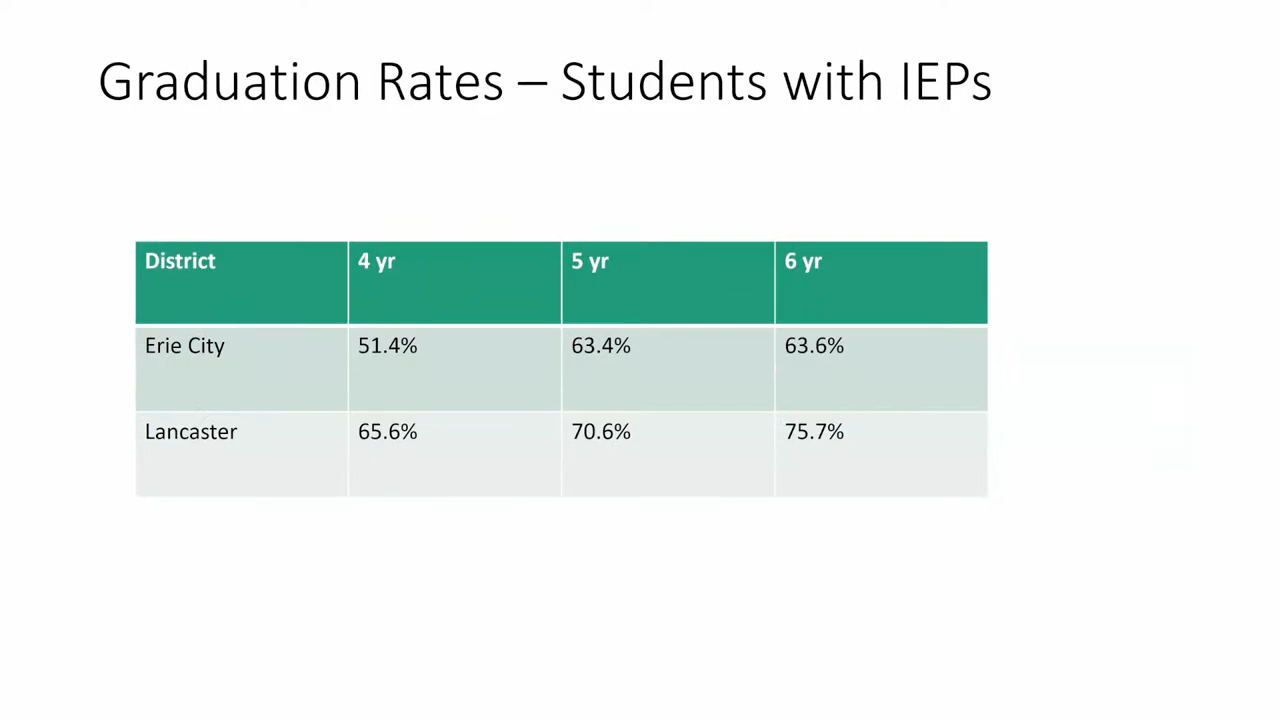 Graduation Rates – Students with IEPs
District 4 yr 5 yr 6 yr
Erie City 51.4% 63.4% 63.6%
Lancaster 65.6% 70.6% 75.7%